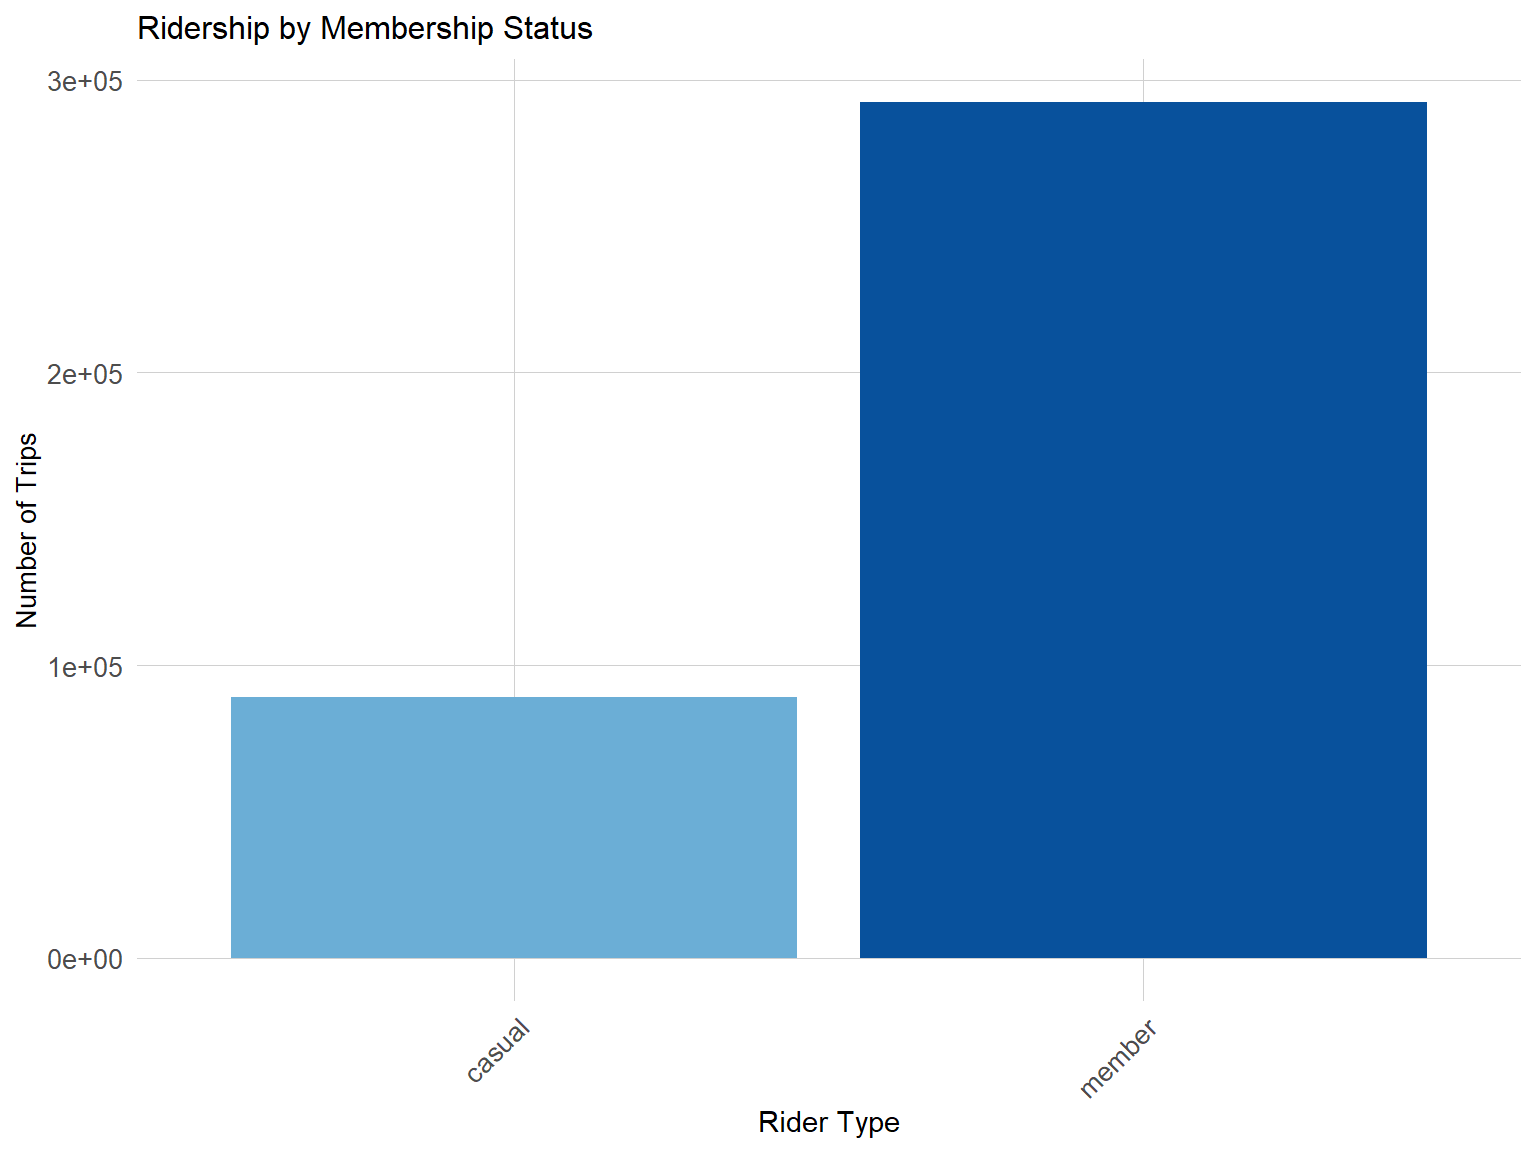 Ridership by Membership Status
3e+05
2e+05
1e+05
0e+00
Number of Trips
casual
member
Rider Type